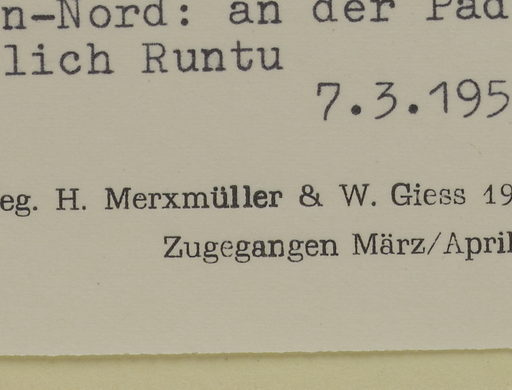 n-Nord: an der Pad
lich Runtu
7.3.195
eg. H. Merxmüller & W. Giess 19
Zugegangen März/April